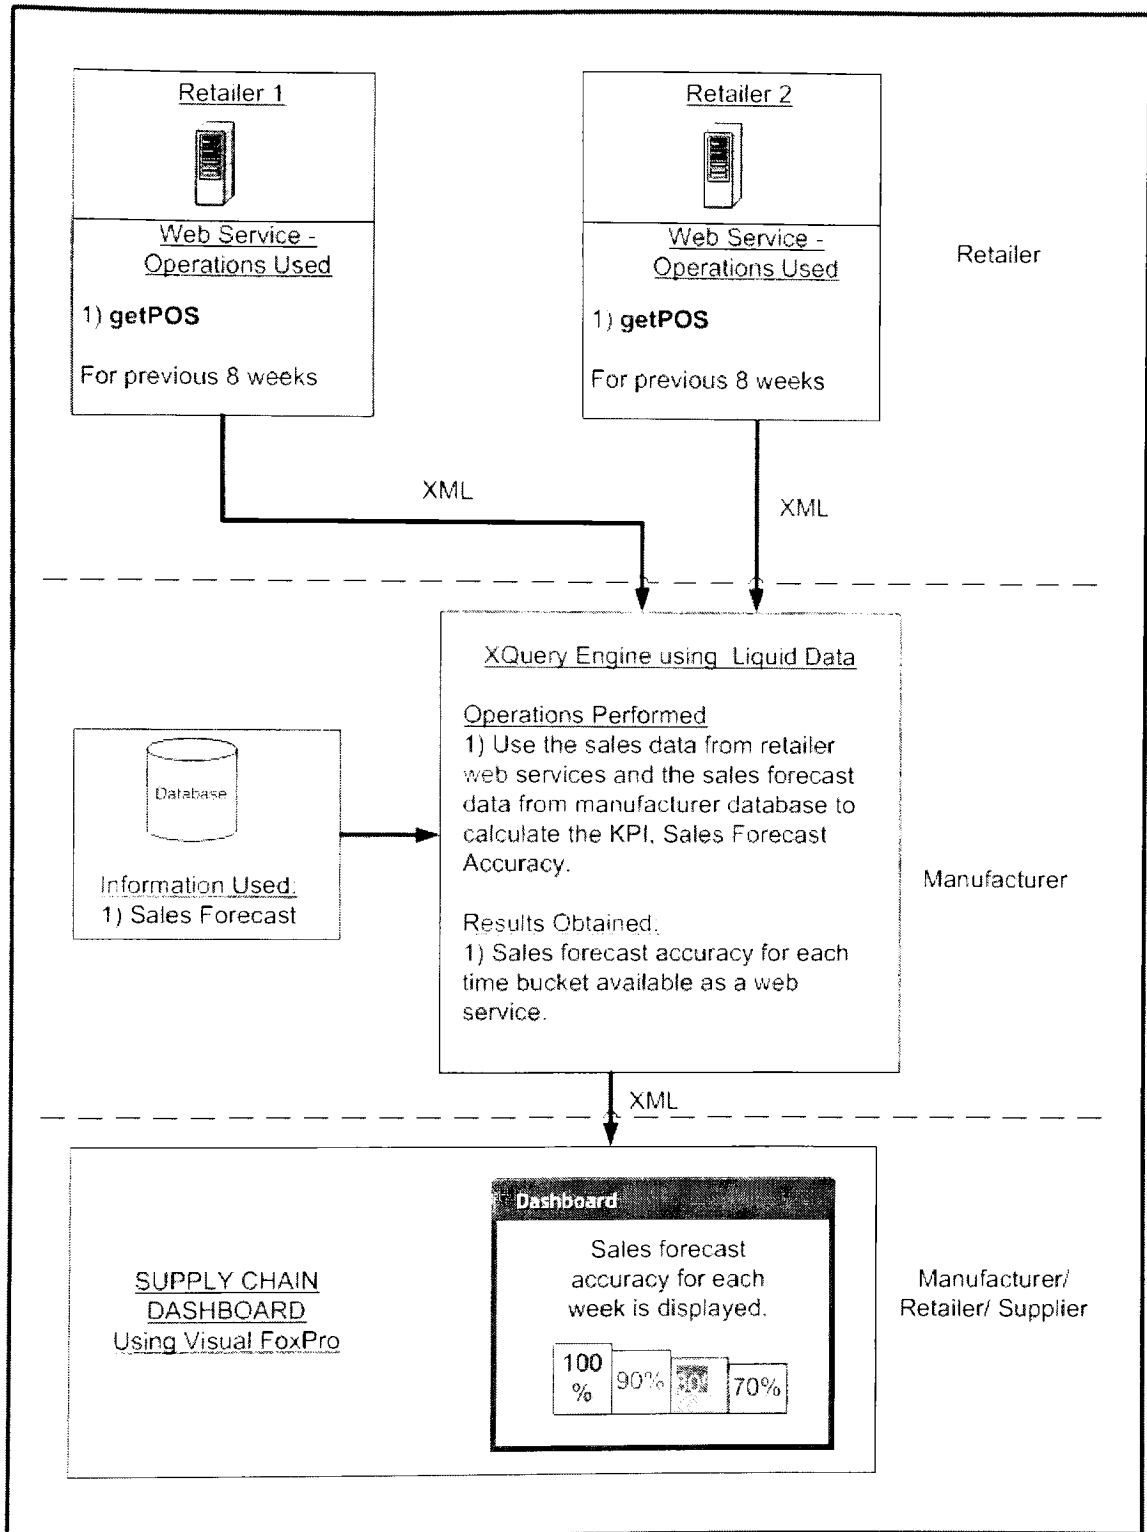 Retailer 1
Web Service -
Operations Used
1) getPOS
For previous 8 weeks
Retailer 2
Web Service -
Operations Used
1) getPOS
For previous 8 weeks
Retailer
XML
XML
XQuery Engine using Liquid Data
Operations Performed
1) Use the sales data from retailer
web services and the sales forecast
data from manufacturer database to
calculate the KPI, Sales Forecast
Accuracy.
Results Obtained:
1) Sales forecast accuracy for each
time bucket available as a web
service.
Database
Information Used:
1) Sales Forecast
Manufacturer
XML
SUPPLY CHAIN
DASHBOARD
Using Visual FoxPro
Dashboard
Sales forecast
accuracy for each
week is displayed.
100
%
90%
70%
Manufacturer/
Retailer/ Supplier